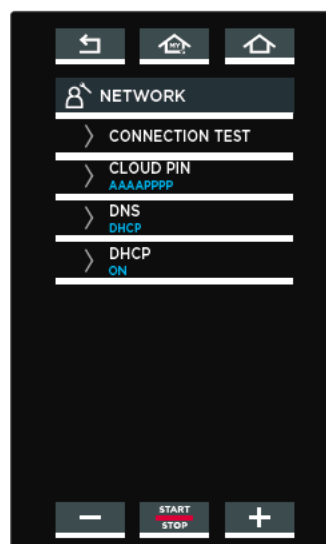 MY
NETWORK
CONNECTION TEST
CLOUD PIN
AAAAPPPP
DNS
DHCP
DHCP
ON
START
STOP